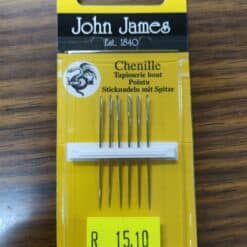 John James
Est. 1840
Chenille
Tapisserie bout
Pointu
Sticknadeln mit Spitze
R 15.10